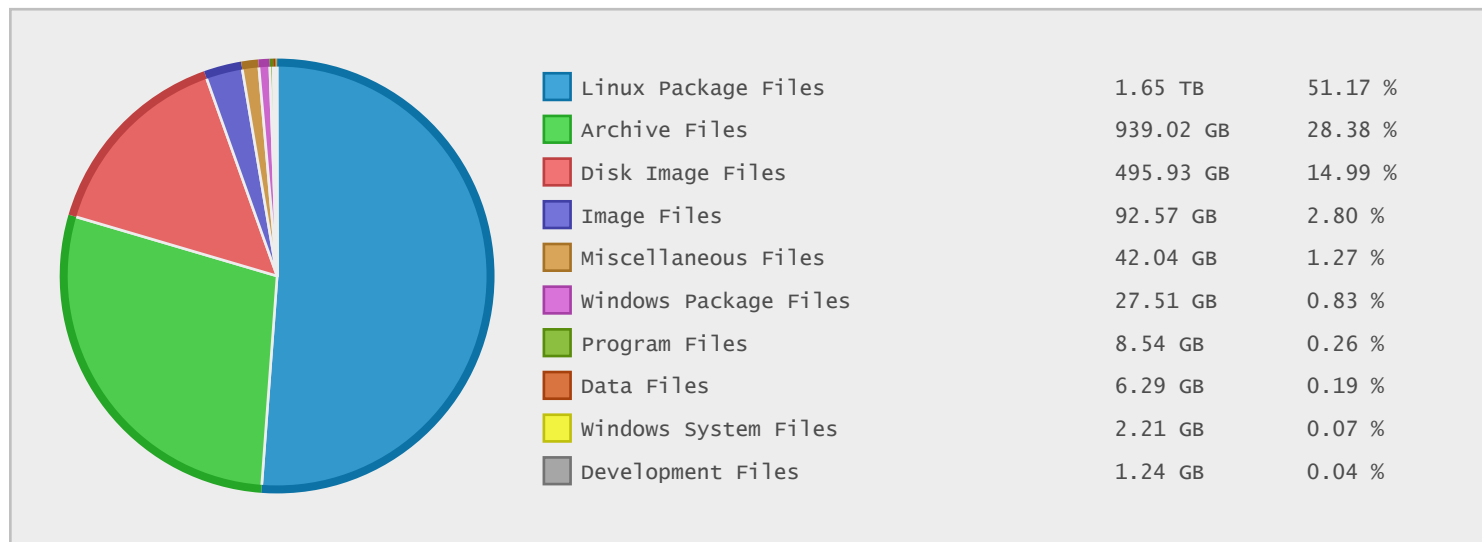 Linux Package Files 1.65 TB 51.17 %
Archive Files 939.02 GB 28.38 %
Disk Image Files 495.93 GB 14.99 %
Image Files 92.57 GB 2.80 %
Miscellaneous Files 42.04 GB 1.27 %
Windows Package Files 27.51 GB 0.83 %
Program Files 8.54 GB 0.26 %
Data Files 6.29 GB 0.19 %
Windows System Files 2.21 GB 0.07 %
Development Files 1.24 GB 0.04 %